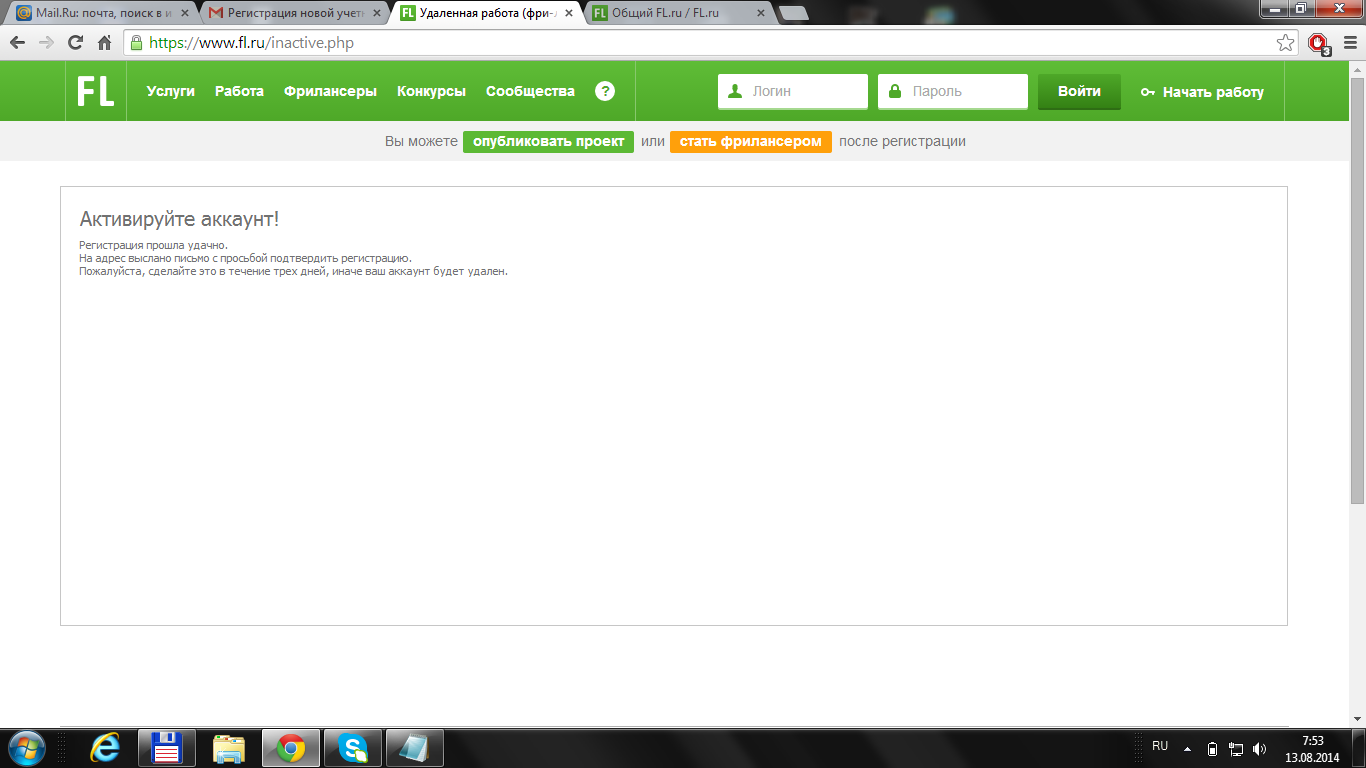 Mail.Ru: почта, поиск в и
Регистрация новой учетн
Удаленная работа (фри-л
Общий FL.ru / FL.ru
https://www.fl.ru/inactive.php
3
FL
Услуги
Работа
Фрилансеры
Конкурсы
Сообщества
?
Логин
Пароль
Войти
Начать работу
Вы можете опубликовать проект или стать фрилансером после регистрации
Активируйте аккаунт!
Регистрация прошла удачно.
На адрес выслано письмо с просьбой подтвердить регистрацию.
Пожалуйста, сделайте это в течение трех дней, иначе ваш аккаунт будет удален.
RU
7:53
13.08.2014